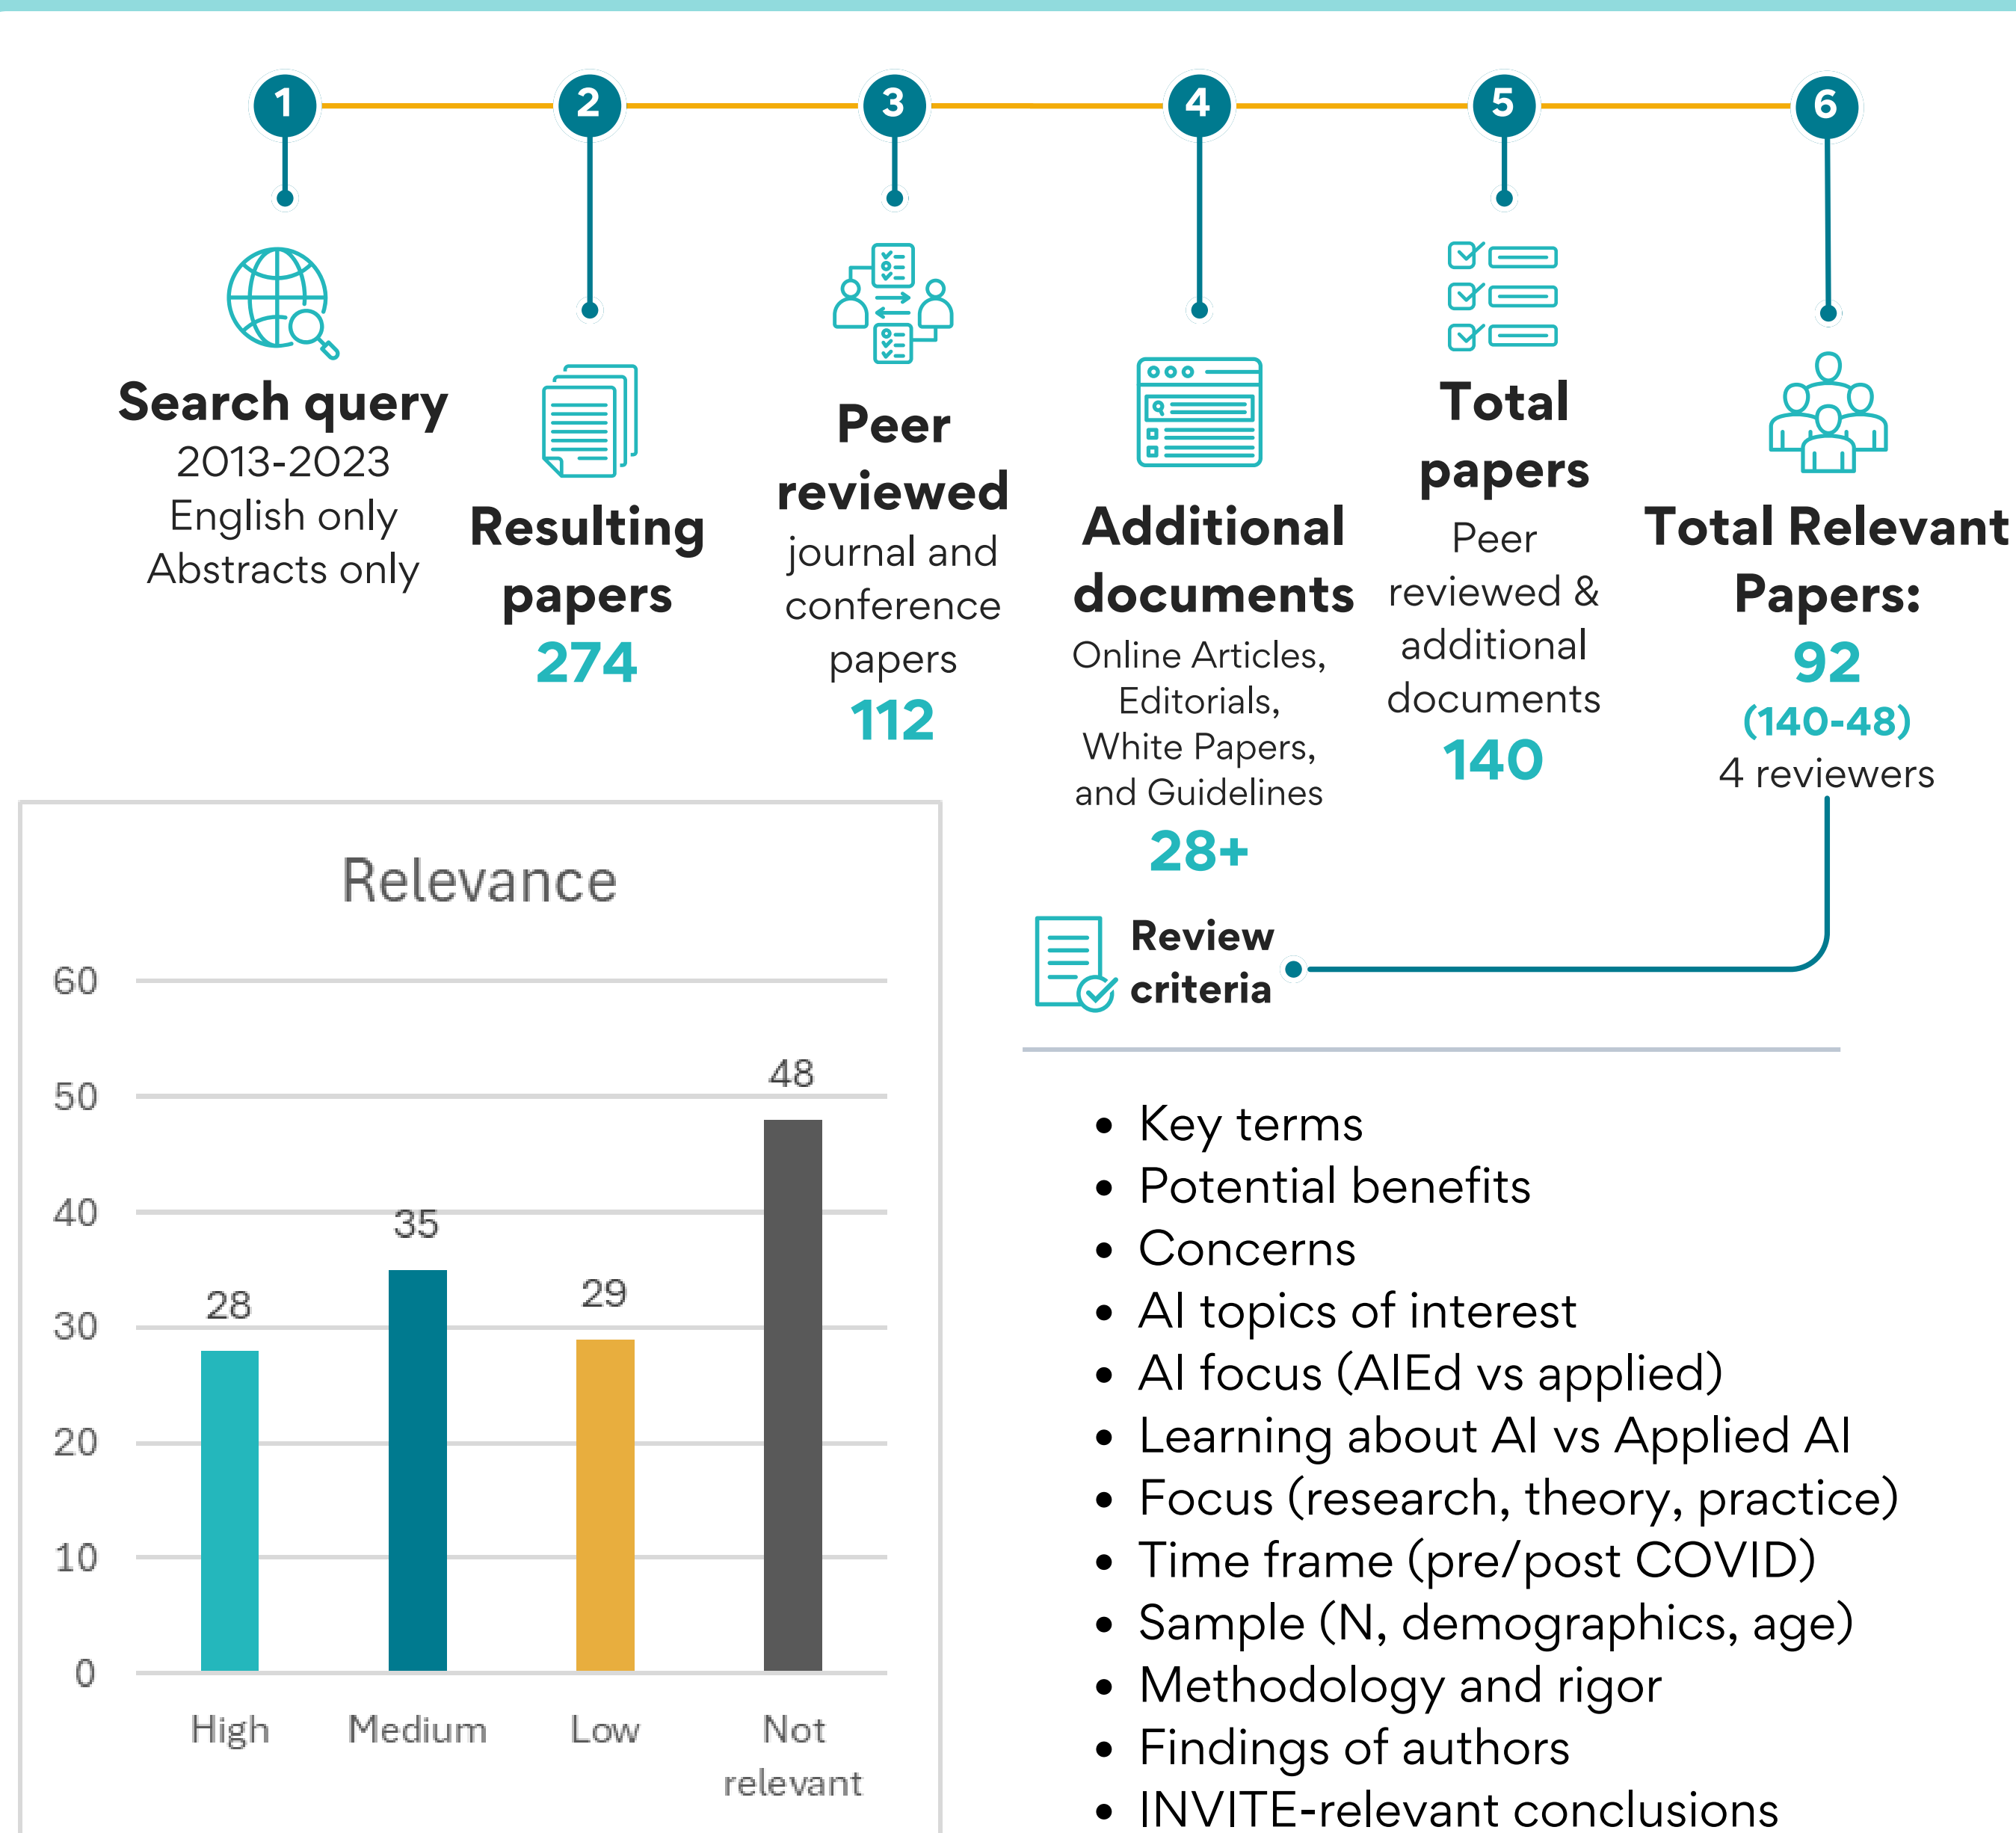 1
2
3
4
5
6
Search query
2013-2023
English only
Abstracts only
Resulting
papers
274
Peer
reviewed
journal and
conference
papers
112
Additional
documents
Online Articles,
Editorials,
White Papers,
and Guidelines
28+
Total
papers
Peer
reviewed &
additional
documents
140
Total Relevant
Papers:
92
(140-48)
4 reviewers
Relevance
60
50
40
30
20
10
0
28
35
29
48
High
Medium
Low
Not
relevant
Review
criteria
• Key terms
• Potential benefits
• Concerns
• AI topics of interest
• AI focus (AIEd vs applied)
• Learning about AI vs Applied AI
• Focus (research, theory, practice)
• Time frame (pre/post COVID)
• Sample (N, demographics, age)
• Methodology and rigor
• Findings of authors
• INVITE-relevant conclusions